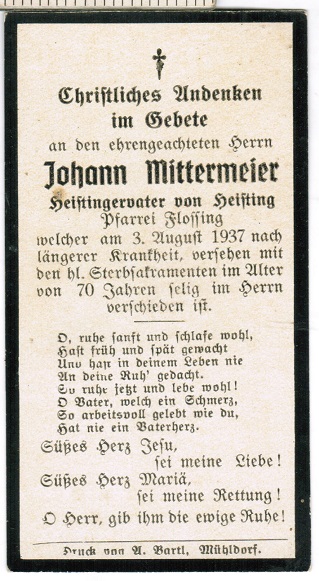 Christliches Andenken
im Gebete
an den ehrengeachteten Herrn
Johann Mittermeier
Heistingervater von Heisting
Pfarrei Flossing
welcher am 3. August 1937 nach
längerer Krankheit, versehen mit
den hl. Sterbsakramenten im Alter
von 70 Jahren selig im Herrn
verschieden ist.
O, ruhe sanft und schlafe wohl,
Hast früh und spät gewacht
Und hast in deinem Leben nie
An deine Ruh' gedacht.
So ruhe jetzt und lebe wohl!
O Vater, welch ein Schmerz,
So arbeitsvoll gelebt wie du,
Hat nie ein Vaterherz.
Süßes Herz Jesu,
sei meine Liebe!
Süßes Herz Mariä,
sei meine Rettung!
O Herr, gib ihm die ewige Ruhe!
Druck von A. Bartl, Mühldorf.